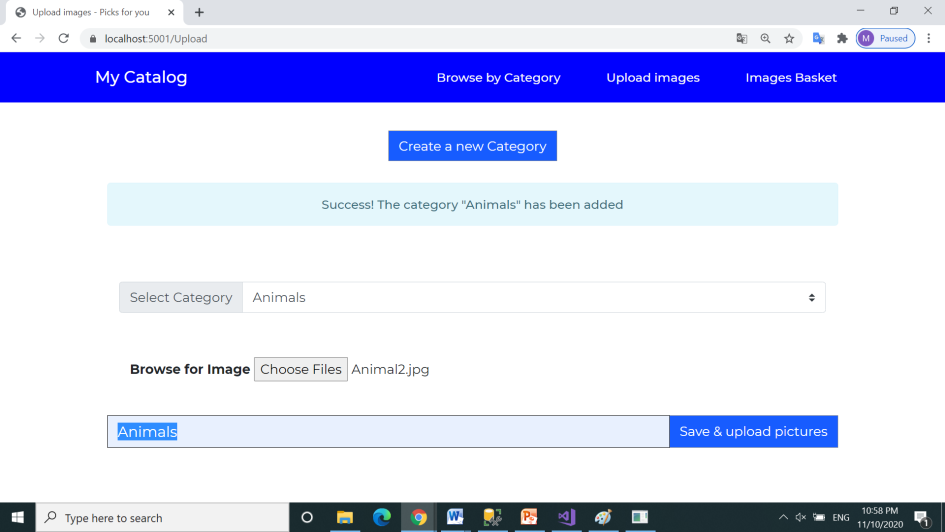 Upload images - Picks for you
localhost:5001/Upload
M Paused
My Catalog
Browse by Category
Upload images
Images Basket
Create a new Category
Success! The category "Animals" has been added
Select Category
Animals
Browse for Image Choose Files Animal2.jpg
Animals
Save & upload pictures
Type here to search
ENG
10:58 PM
11/10/2020
1